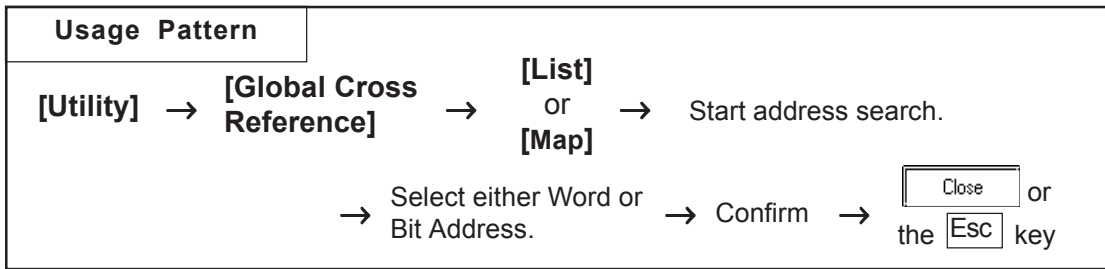 Usage Pattern
[Utility] → [Global Cross Reference] → [List] or [Map] → Start address search.
→ Select either Word or Bit Address. → Confirm → Close or the Esc key